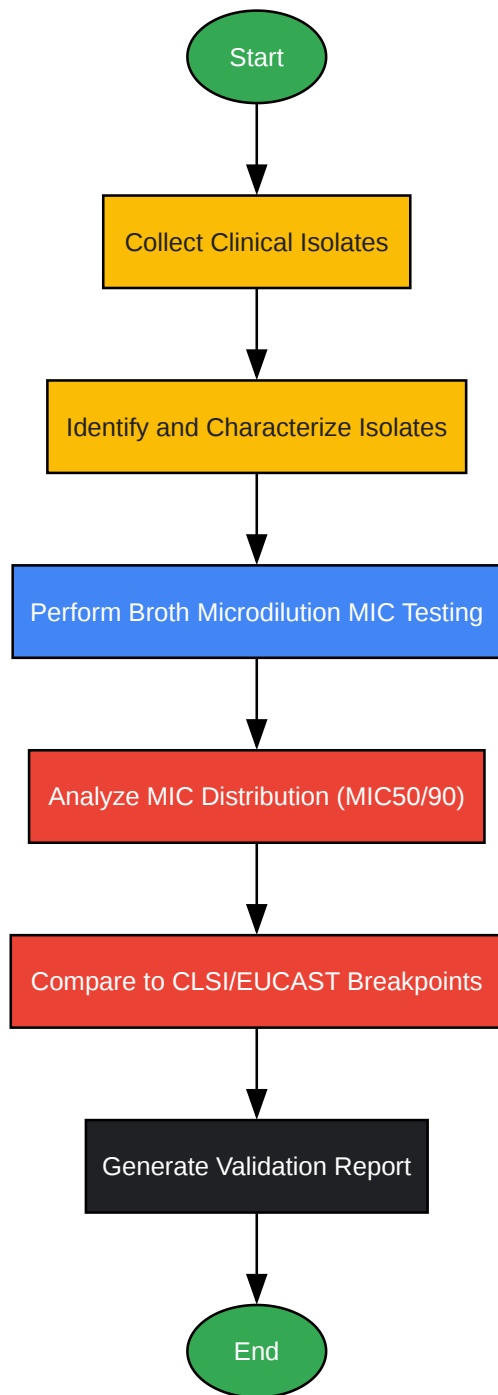 Start
Collect Clinical Isolates
Identify and Characterize Isolates
Perform Broth Microdilution MIC Testing
Analyze MIC Distribution (MIC50/90)
Compare to CLSI/EUCAST Breakpoints
Generate Validation Report
End